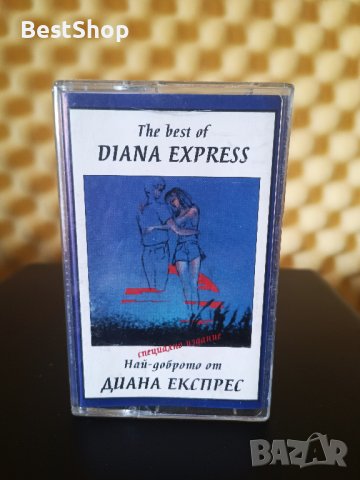 BestShop
The best of
DIANA EXPRESS
специално издание
Най-доброто от
ДИАНА ЕКСПРЕС
BAZAR